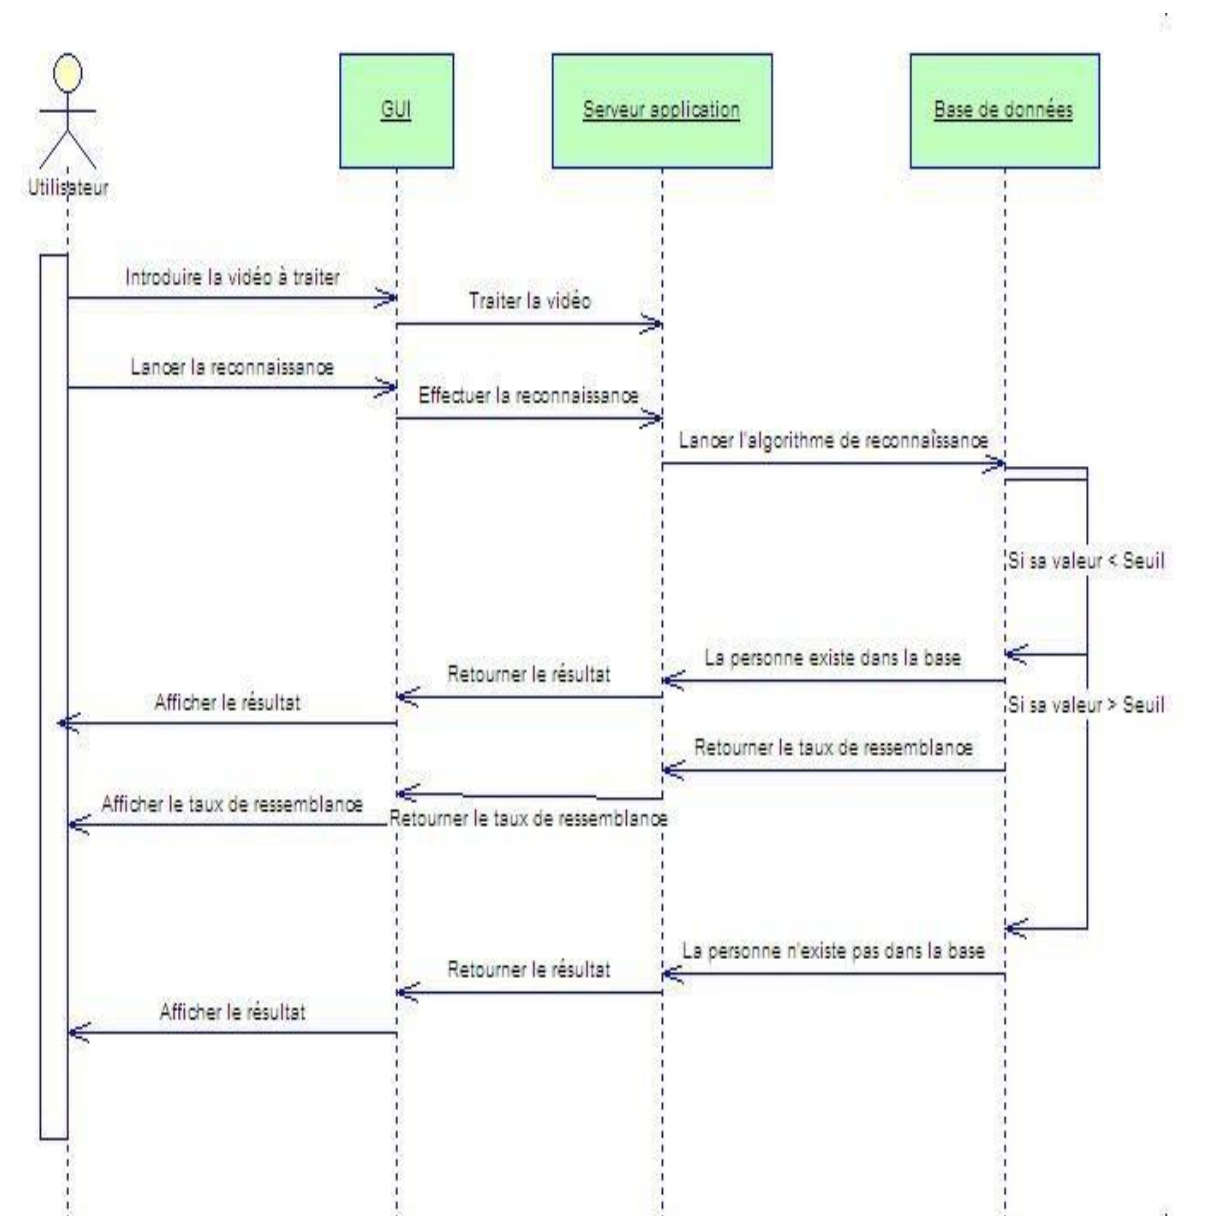 GUI
Serveur application
Base de données
Utilisateur
Introduire la vidéo à traiter
Traiter la vidéo
Lancer la reconnaissance
Effectuer la reconnaissance
Lancer l'algorithme de reconnaîssance
Si sa valeur < Seuil
La personne existe dans la base
Retourner le résultat
Afficher le résultat
Si sa valeur > Seuil
Retourner le taux de ressemblance
Afficher le taux de ressemblance
Retourner le taux de ressemblance
La personne n'existe pas dans la base
Retourner le résultat
Afficher le résultat